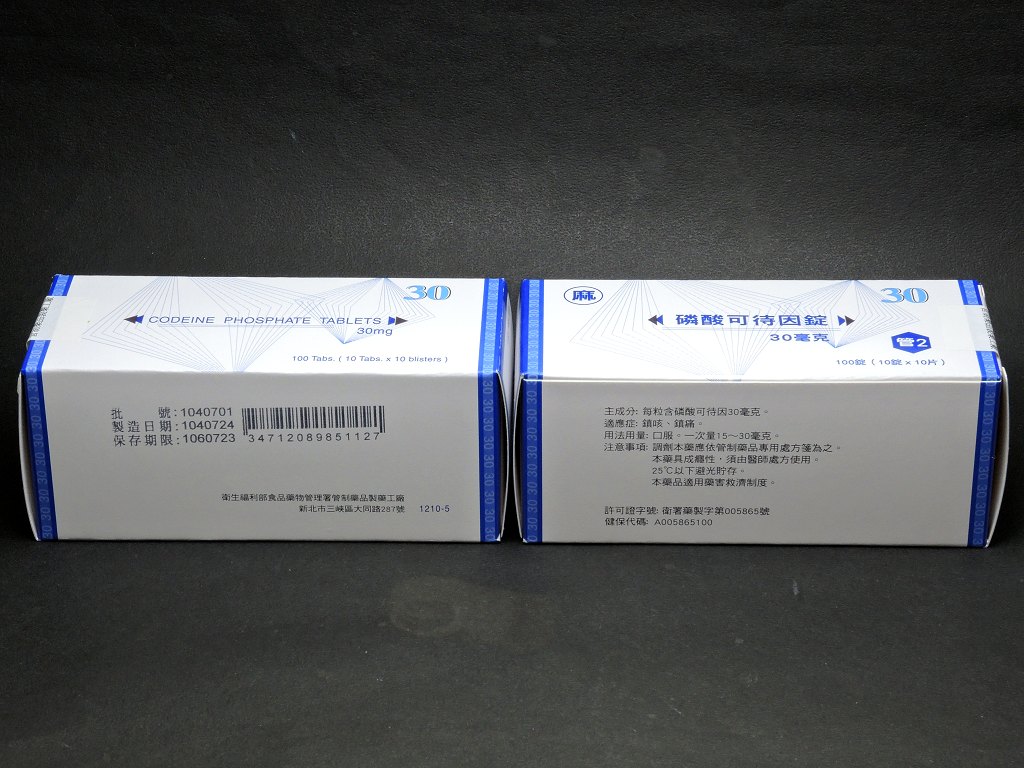 30
CODEINE PHOSPHATE TABLETS
30mg
100 Tabs. ( 10 Tabs. x 10 blisters )
批 號:1040701
製造日期:1040724
保存期限:1060723
34712089851127
衛生福利部食品藥物管理署管制藥品製藥工廠
新北市三峽區大同路287號 1210-5
麻
30
磷酸可待因錠
30毫克
管2
100錠（10錠x10片）
主成分: 每粒含磷酸可待因30毫克。
適應症: 鎮咳、鎮痛。
用法用量: 口服。一次量15～30毫克。
注意事項: 調劑本藥應依管制藥品專用處方箋為之。
本藥具成癮性，須由醫師處方使用。
25℃以下避光貯存。
本藥品適用藥害救濟制度。
許可證字號: 衛署藥製字第005865號
健保代碼: A005865100